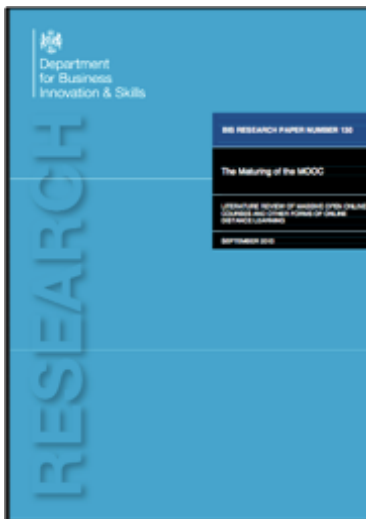 Department
for Business
Innovation & Skills
BIS RESEARCH PAPER NUMBER 130
The Maturing of the MOOC
LITERATURE REVIEW OF MASSIVE OPEN ONLINE
COURSES AND OTHER FORMS OF ONLINE
DISTANCE LEARNING
SEPTEMBER 2013
RESEARCH